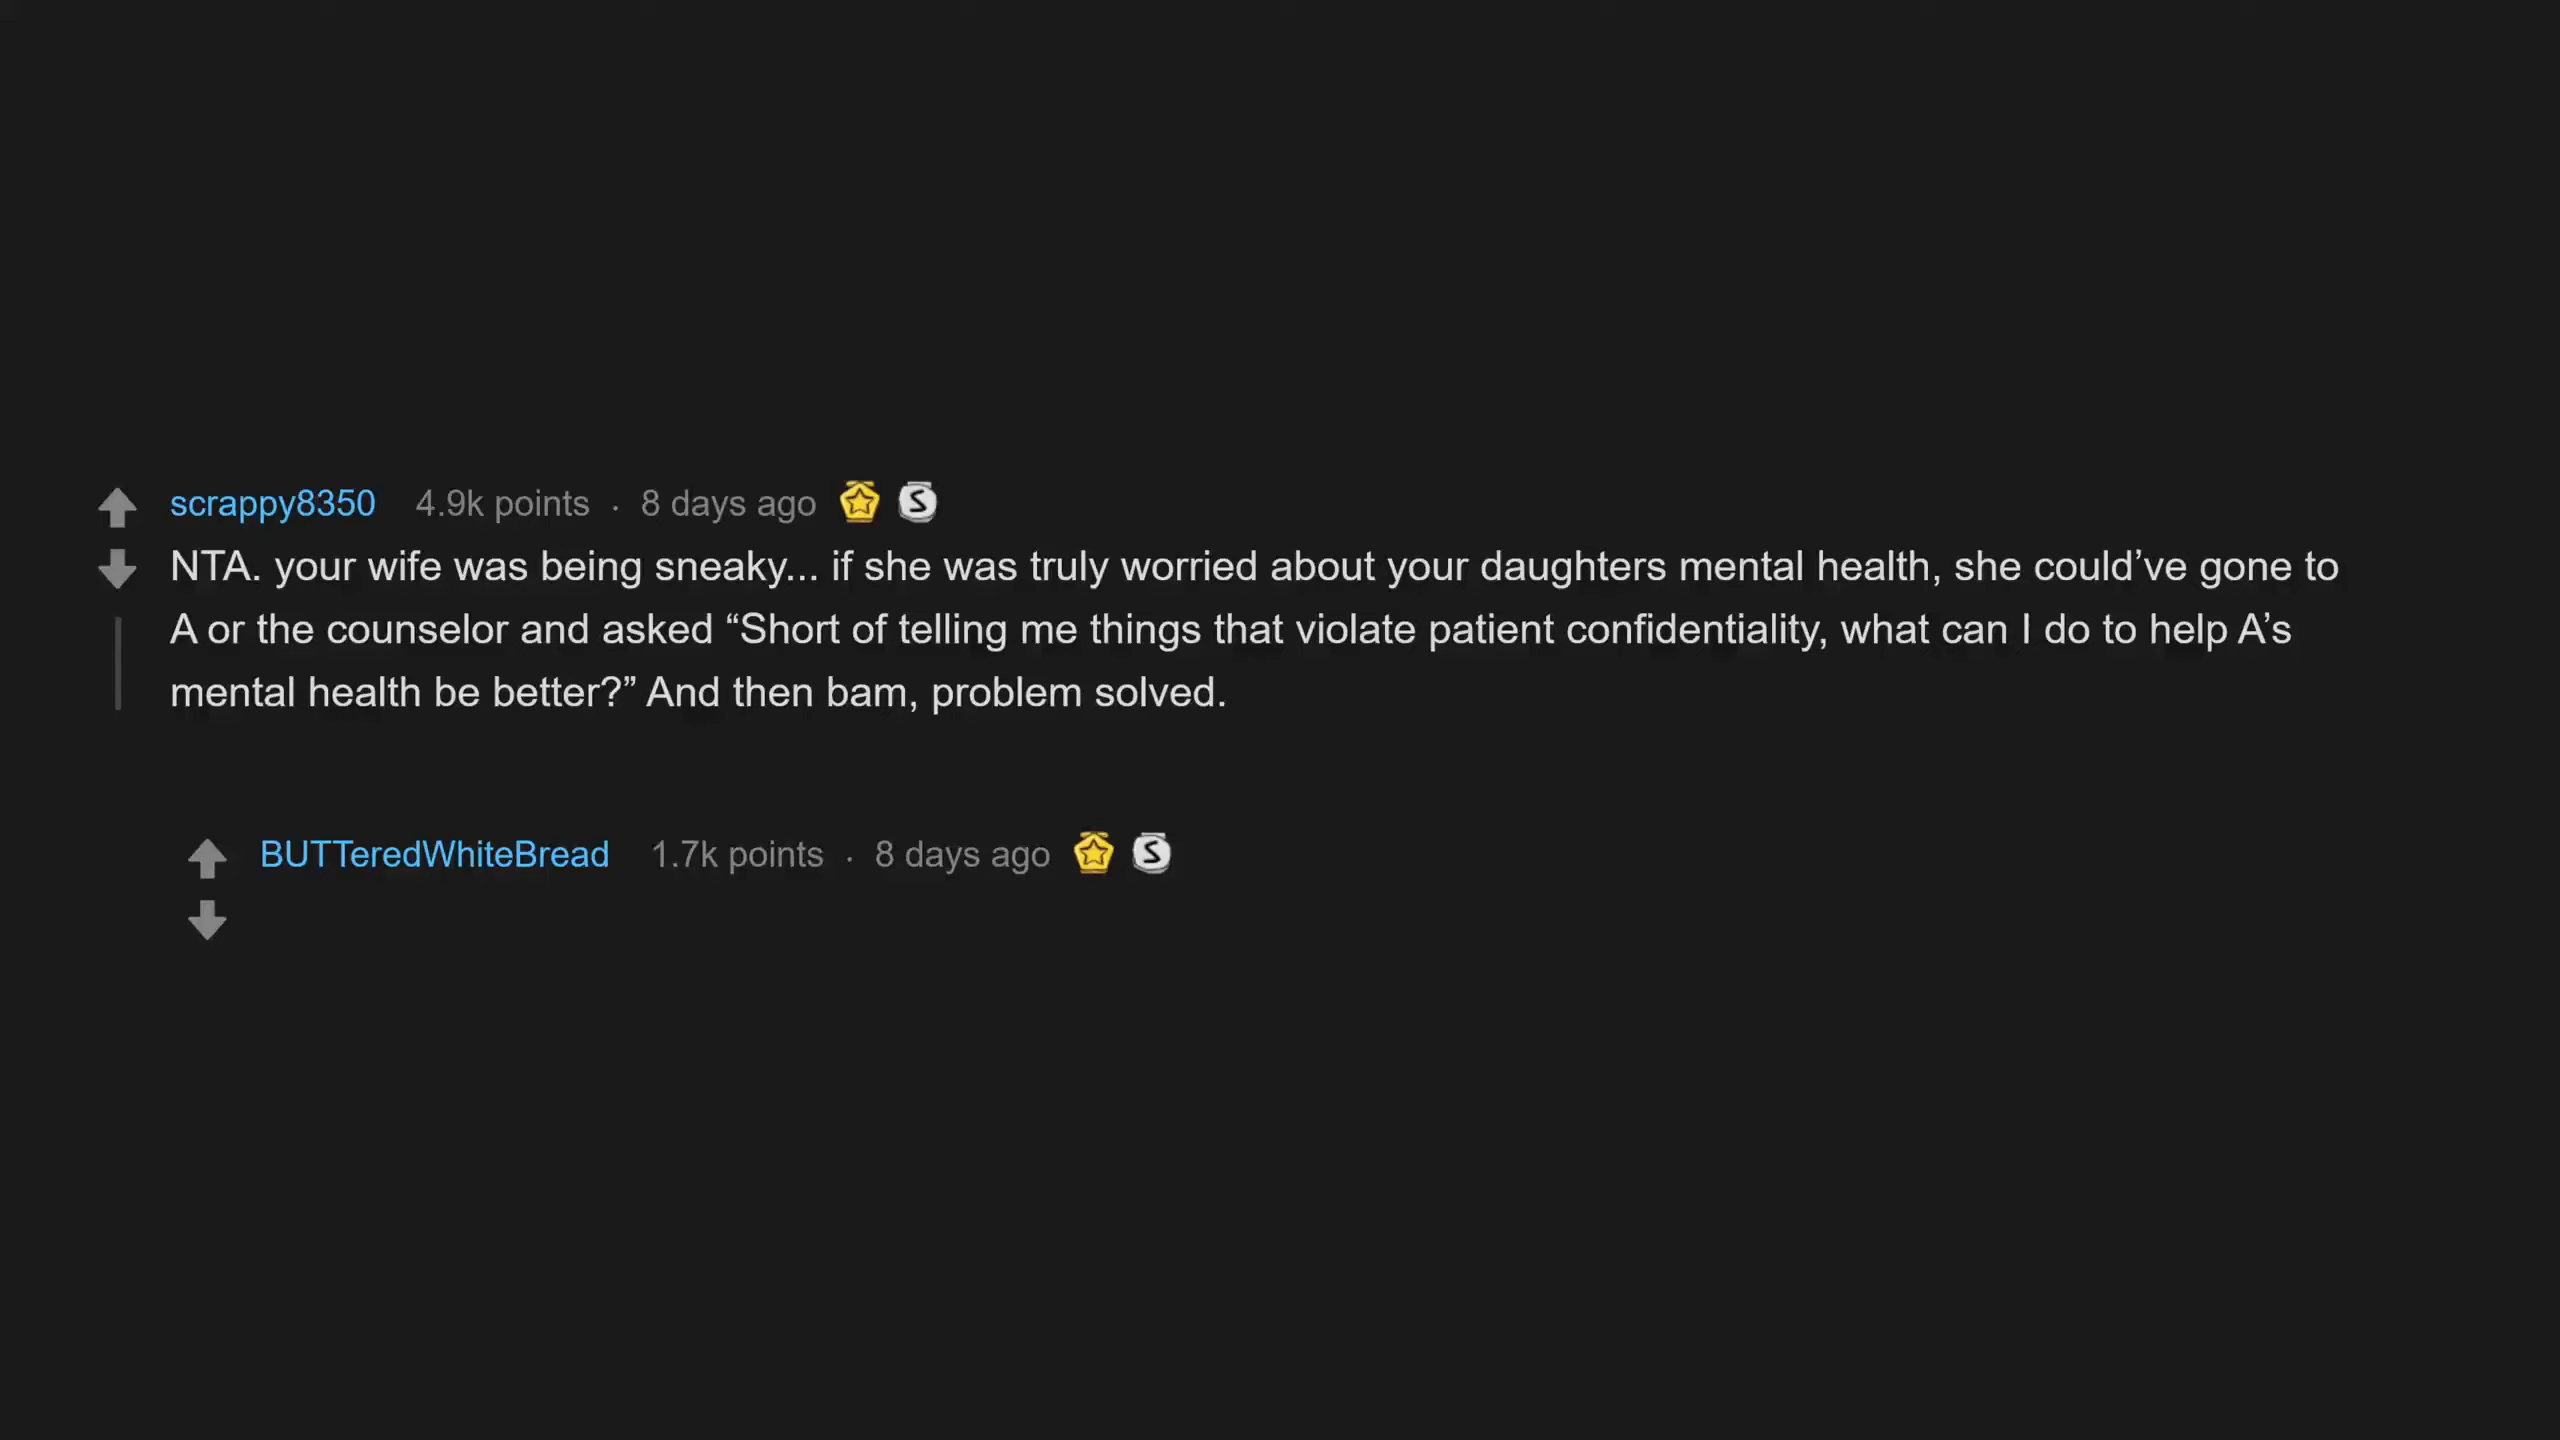 scrappy8350 4.9k points · 8 days ago S
NTA. your wife was being sneaky... if she was truly worried about your daughters mental health, she could’ve gone to
A or the counselor and asked “Short of telling me things that violate patient confidentiality, what can I do to help A’s
mental health be better?” And then bam, problem solved.
BUTTeredWhiteBread 1.7k points · 8 days ago S